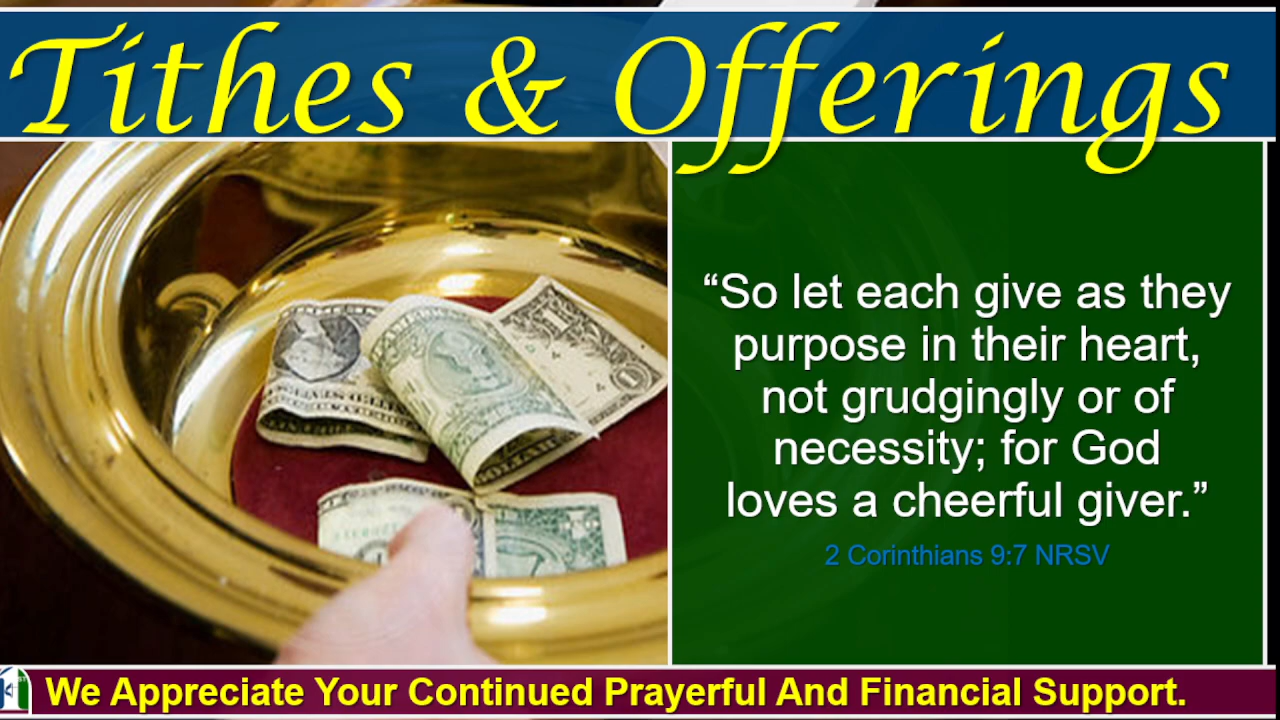 Tithes & Offerings
“So let each give as they
purpose in their heart,
not grudgingly or of
necessity; for God
loves a cheerful giver.”
2 Corinthians 9:7 NRSV
We Appreciate Your Continued Prayerful And Financial Support.